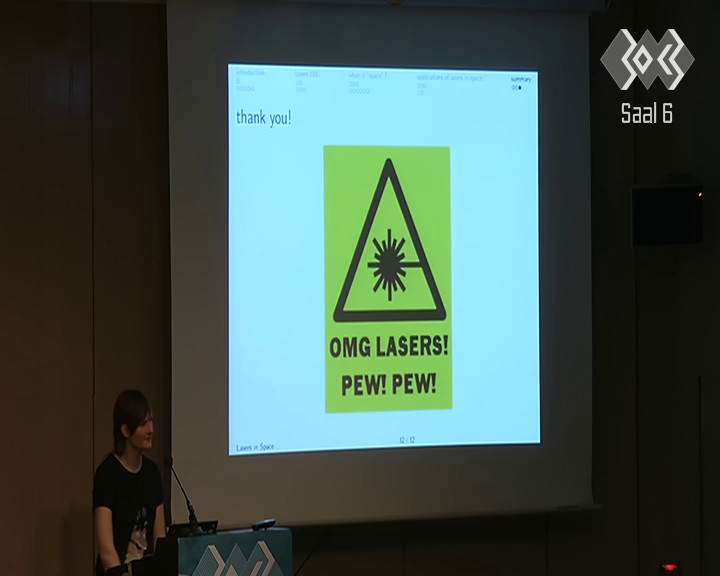 introduction
Lasers 101
what is "space" ?
applications of lasers in space
summary
thank you!
OMG LASERS!
PEW! PEW!
Lasers in Space
12 / 12
Saal 6